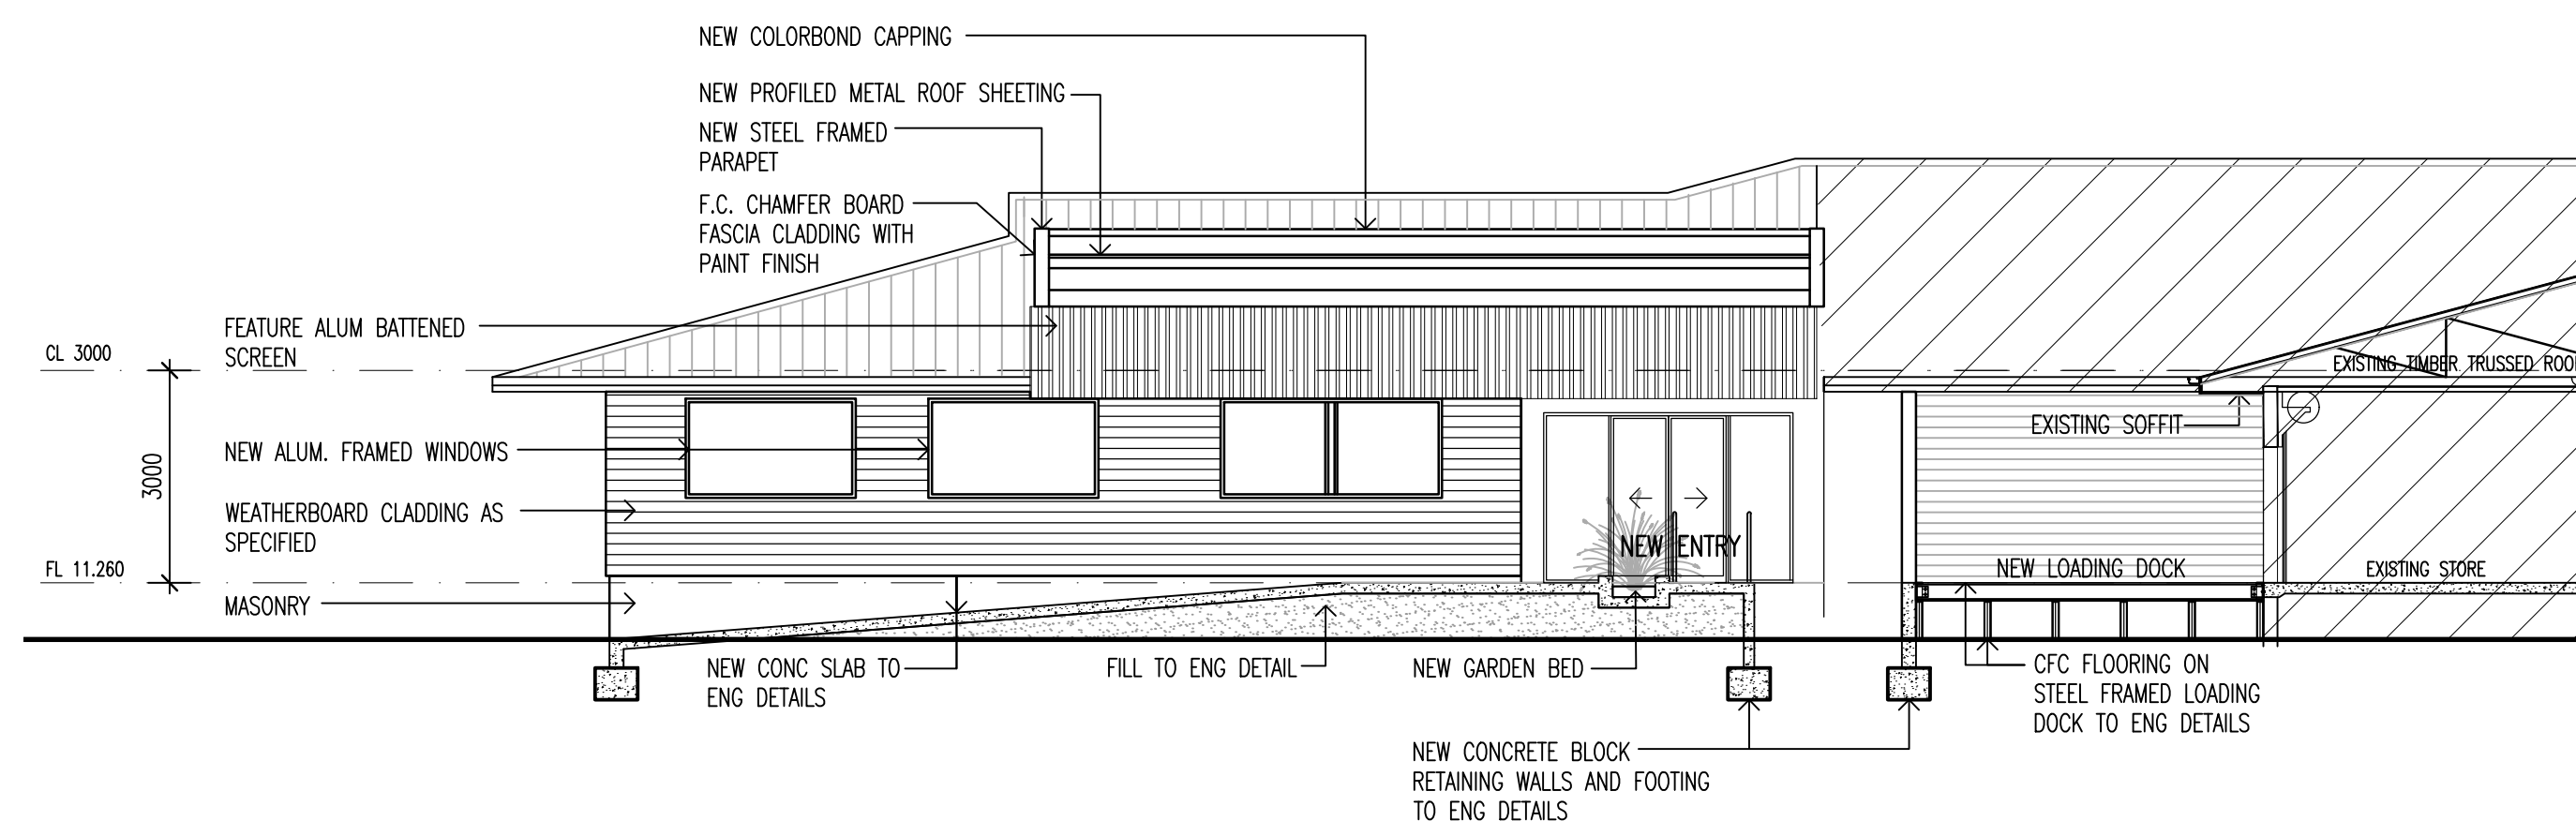 NEW COLORBOND CAPPING
NEW PROFILED METAL ROOF SHEETING
NEW STEEL FRAMED
PARAPET
F.C. CHAMFER BOARD
FASCIA CLADDING WITH
PAINT FINISH
FEATURE ALUM BATTENED
SCREEN
CL 3000
EXISTING TIMBER TRUSSED
EXISTING SOFFIT
NEW ALUM. FRAMED WINDOWS
3000
WEATHERBOARD CLADDING AS
SPECIFIED
NEW ENTRY
FL 11.260
NEW LOADING DOCK
EXISTING STORE
MASONRY
NEW CONC SLAB TO
ENG DETAILS
FILL TO ENG DETAIL
NEW GARDEN BED
CFC FLOORING ON
STEEL FRAMED LOADING
DOCK TO ENG DETAILS
NEW CONCRETE BLOCK
RETAINING WALLS AND FOOTING
TO ENG DETAILS